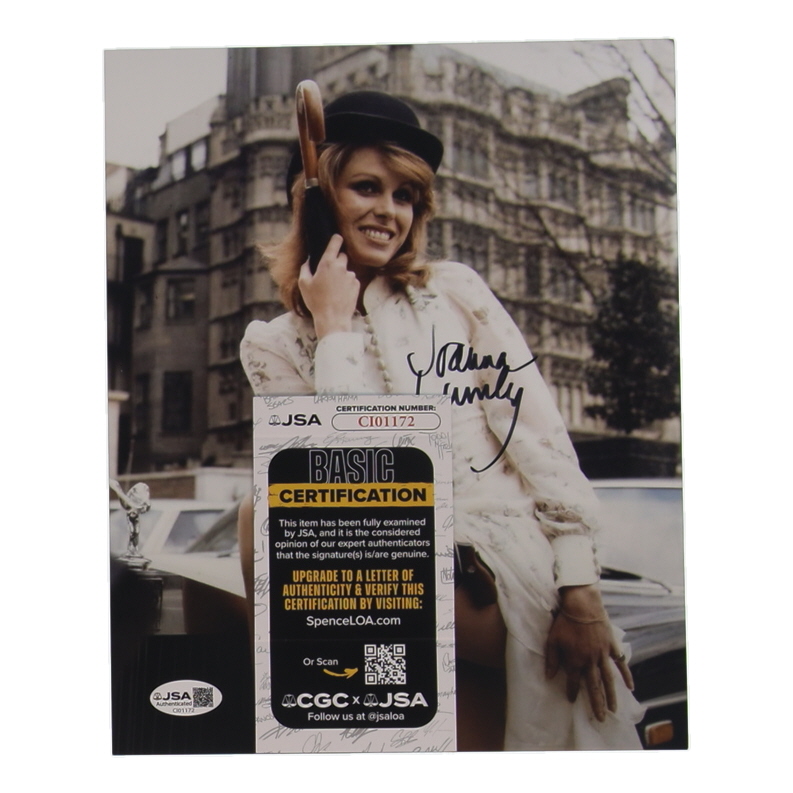 Joanna
JSA
CERTIFICATION NUMBER:
CI01172
BASIC
CERTIFICATION
This item has been fully examined
by JSA, and it is the considered
opinion of our expert authenticators
that the signature(s) is/are genuine.
UPGRADE TO A LETTER OF
AUTHENTICITY & VERIFY THIS
CERTIFICATION BY VISITING:
SpenceLOA.com
Or Scan
CGC x JSA
Follow us at @jsaloa
JSA
Authenticated
CI01172